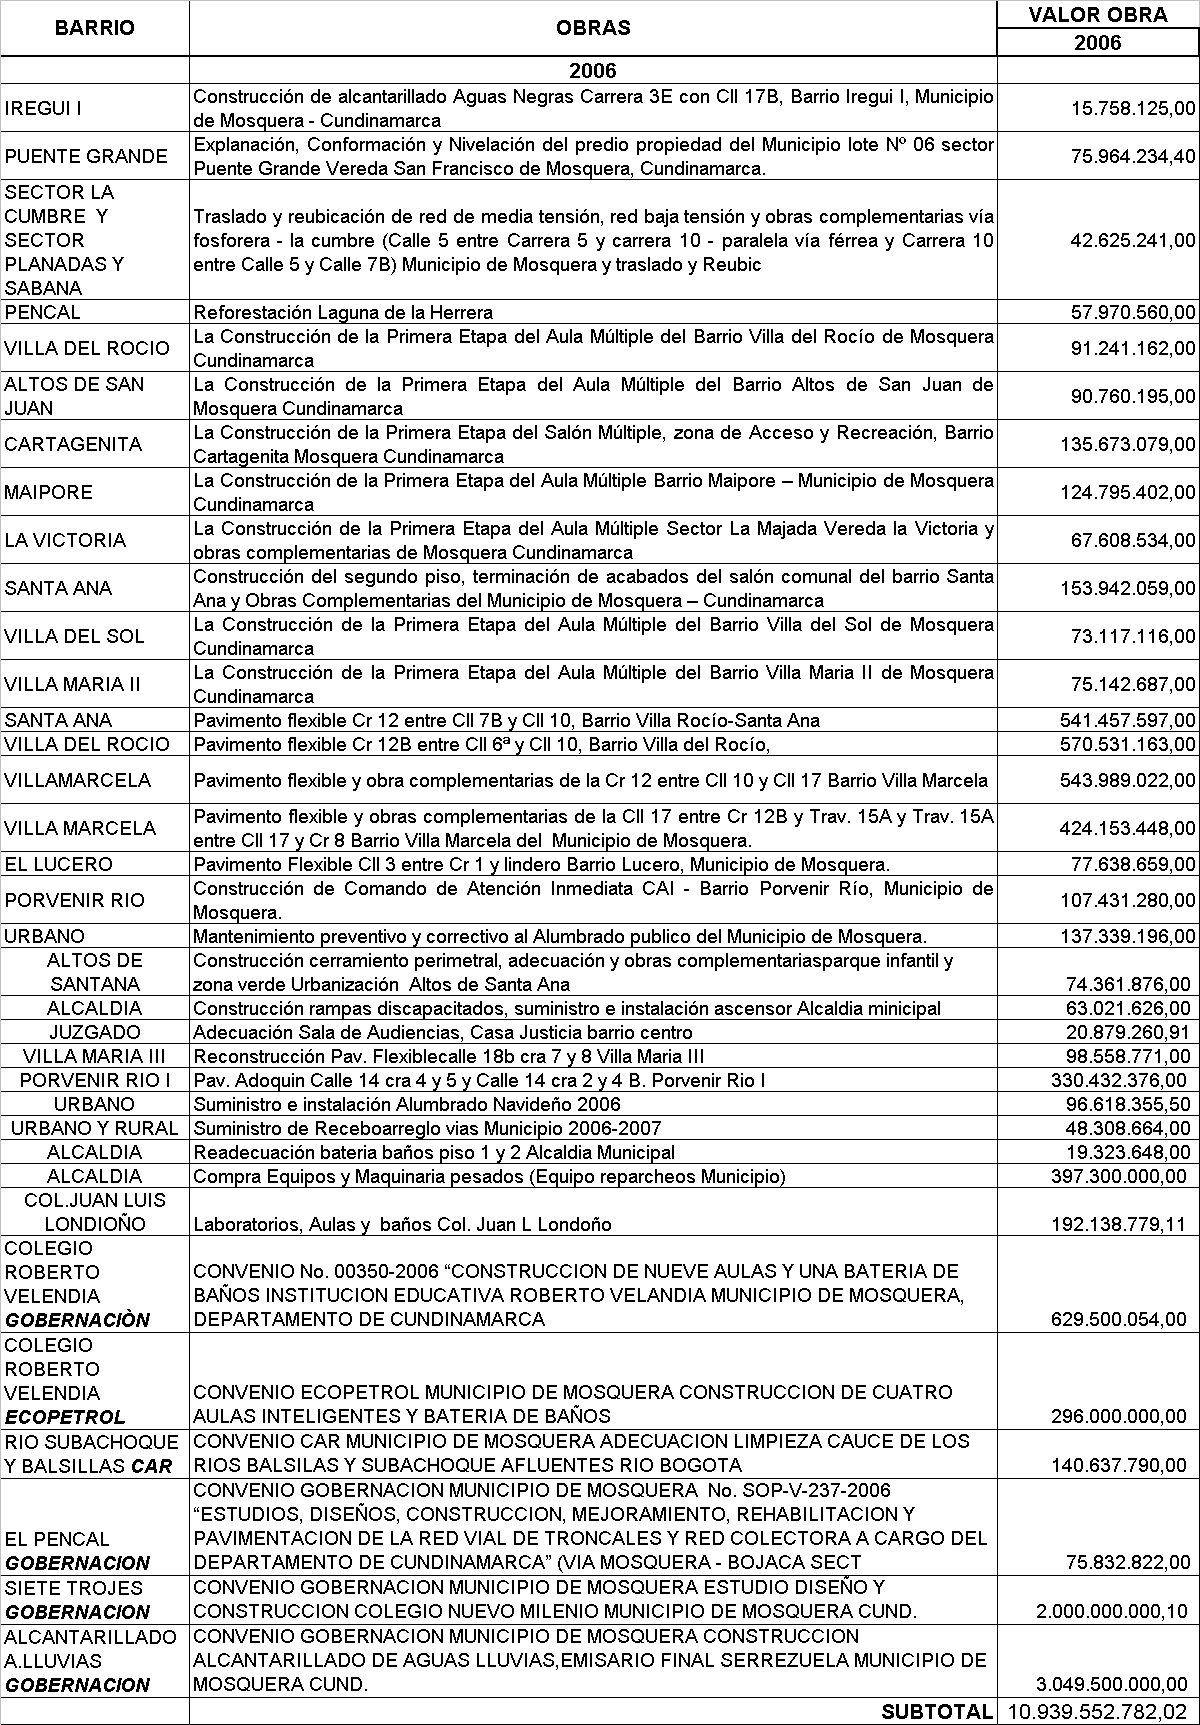 BARRIO OBRAS VALOR OBRA
2006
2006
IREGUI I Construcción de alcantarillado Aguas Negras Carrera 3E con Cll 17B, Barrio Iregui I, Municipio 15.758.125,00
de Mosquera - Cundinamarca
PUENTE GRANDE Explanación, Conformación y Nivelación del predio propiedad del Municipio lote Nº 06 sector 75.964.234,40
Puente Grande Vereda San Francisco de Mosquera, Cundinamarca.
SECTOR LA
CUMBRE Y Traslado y reubicación de red de media tensión, red baja tensión y obras complementarias vía
SECTOR fosforera - la cumbre (Calle 5 entre Carrera 5 y carrera 10 - paralela vía férrea y Carrera 10 42.625.241,00
PLANADAS Y entre Calle 5 y Calle 7B) Municipio de Mosquera y traslado y Reubic
SABANA
PENCAL Reforestación Laguna de la Herrera 57.970.560,00
VILLA DEL ROCIO La Construcción de la Primera Etapa del Aula Múltiple del Barrio Villa del Rocío de Mosquera 91.241.162,00
Cundinamarca
ALTOS DE SAN La Construcción de la Primera Etapa del Aula Múltiple del Barrio Altos de San Juan de 90.760.195,00
JUAN Mosquera Cundinamarca
CARTAGENITA La Construcción de la Primera Etapa del Salón Múltiple, zona de Acceso y Recreación, Barrio 135.673.079,00
Cartagenita Mosquera Cundinamarca
MAIPORE La Construcción de la Primera Etapa del Aula Múltiple Barrio Maipore – Municipio de Mosquera 124.795.402,00
Cundinamarca
LA VICTORIA La Construcción de la Primera Etapa del Aula Múltiple Sector La Majada Vereda la Victoria y 67.608.534,00
obras complementarias de Mosquera Cundinamarca
SANTA ANA Construcción del segundo piso, terminación de acabados del salón comunal del barrio Santa 153.942.059,00
Ana y Obras Complementarias del Municipio de Mosquera – Cundinamarca
VILLA DEL SOL La Construcción de la Primera Etapa del Aula Múltiple del Barrio Villa del Sol de Mosquera 73.117.116,00
Cundinamarca
VILLA MARIA II La Construcción de la Primera Etapa del Aula Múltiple del Barrio Villa Maria II de Mosquera 75.142.687,00
Cundinamarca
SANTA ANA Pavimento flexible Cr 12 entre Cll 7B y Cll 10, Barrio Villa Rocío-Santa Ana 541.457.597,00
VILLA DEL ROCIO Pavimento flexible Cr 12B entre Cll 6ª y Cll 10, Barrio Villa del Rocío, 570.531.163,00
VILLAMARCELA Pavimento flexible y obra complementarias de la Cr 12 entre Cll 10 y Cll 17 Barrio Villa Marcela 543.989.022,00
VILLA MARCELA Pavimento flexible y obras complementarias de la Cll 17 entre Cr 12B y Trav. 15A y Trav. 15A 424.153.448,00
entre Cll 17 y Cr 8 Barrio Villa Marcela del Municipio de Mosquera.
EL LUCERO Pavimento Flexible Cll 3 entre Cr 1 y lindero Barrio Lucero, Municipio de Mosquera. 77.638.659,00
PORVENIR RIO Construcción de Comando de Atención Inmediata CAI - Barrio Porvenir Río, Municipio de 107.431.280,00
Mosquera.
URBANO Mantenimiento preventivo y correctivo al Alumbrado publico del Municipio de Mosquera. 137.339.196,00
ALTOS DE Construcción cerramiento perimetral, adecuación y obras complementariasparque infantil y
SANTANA zona verde Urbanización Altos de Santa Ana 74.361.876,00
ALCALDIA Construcción rampas discapacitados, suministro e instalación ascensor Alcaldia minicipal 63.021.626,00
JUZGADO Adecuación Sala de Audiencias, Casa Justicia barrio centro 20.879.260,91
VILLA MARIA III Reconstrucción Pav. Flexiblecalle 18b cra 7 y 8 Villa Maria III 98.558.771,00
PORVENIR RIO I Pav. Adoquin Calle 14 cra 4 y 5 y Calle 14 cra 2 y 4 B. Porvenir Rio I 330.432.376,00
URBANO Suministro e instalación Alumbrado Navideño 2006 96.618.355,50
URBANO Y RURAL Suministro de Receboarreglo vias Municipio 2006-2007 48.308.664,00
ALCALDIA Readecuación bateria baños piso 1 y 2 Alcaldia Municipal 19.323.648,00
ALCALDIA Compra Equipos y Maquinaria pesados (Equipo reparcheos Municipio) 397.300.000,00
COL.JUAN LUIS
LONDIOÑO Laboratorios, Aulas y baños Col. Juan L Londoño 192.138.779,11
COLEGIO
ROBERTO CONVENIO No. 00350-2006 “CONSTRUCCION DE NUEVE AULAS Y UNA BATERIA DE
VELENDIA BAÑOS INSTITUCION EDUCATIVA ROBERTO VELANDIA MUNICIPIO DE MOSQUERA,
GOBERNACIÒN DEPARTAMENTO DE CUNDINAMARCA 629.500.054,00
COLEGIO
ROBERTO
VELENDIA CONVENIO ECOPETROL MUNICIPIO DE MOSQUERA CONSTRUCCION DE CUATRO
ECOPETROL AULAS INTELIGENTES Y BATERIA DE BAÑOS 296.000.000,00
RIO SUBACHOQUE CONVENIO CAR MUNICIPIO DE MOSQUERA ADECUACION LIMPIEZA CAUCE DE LOS
Y BALSILLAS CAR RIOS BALSILAS Y SUBACHOQUE AFLUENTES RIO BOGOTA 140.637.790,00
CONVENIO GOBERNACION MUNICIPIO DE MOSQUERA No. SOP-V-237-2006
“ESTUDIOS, DISEÑOS, CONSTRUCCION, MEJORAMIENTO, REHABILITACION Y
EL PENCAL PAVIMENTACION DE LA RED VIAL DE TRONCALES Y RED COLECTORA A CARGO DEL
GOBERNACION DEPARTAMENTO DE CUNDINAMARCA” (VIA MOSQUERA - BOJACA SECT 75.832.822,00
SIETE TROJES CONVENIO GOBERNACION MUNICIPIO DE MOSQUERA ESTUDIO DISEÑO Y
GOBERNACION CONSTRUCCION COLEGIO NUEVO MILENIO MUNICIPIO DE MOSQUERA CUND. 2.000.000.000,10
ALCANTARILLADO CONVENIO GOBERNACION MUNICIPIO DE MOSQUERA CONSTRUCCION
A.LLUVIAS ALCANTARILLADO DE AGUAS LLUVIAS,EMISARIO FINAL SERREZUELA MUNICIPIO DE
GOBERNACION MOSQUERA CUND. 3.049.500.000,00
SUBTOTAL 10.939.552.782,02